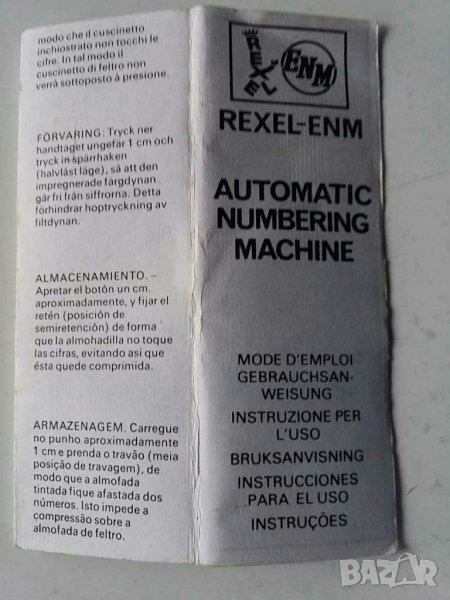 modo che il cuscinetto
inchiostrato non tocchi le
cifre. In tal modo il
cuscinetto di feltro non
verrà sottoposto à presione.
FÖRVARING: Tryck ner
handtaget ungefär 1 cm och
tryck in spärrhaken
(halvlåst läge), så att den
impregnerade färgdynan
går fri från siffrorna. Detta
förhindrar hoptryckning av
filtdynan.
ALMACENAMIENTO. –
Apretar el botón un cm.
aproximadamente, y fijar el
retén (posición de
semiretención) de forma
que la almohadilla no toque
las cifras, evitando asi que
ésta quede comprimida.
ARMAZENAGEM. Carregue
no punho aproximadamente
1 cm e prenda o travão (meia
posição de travagem), de
modo que a almofada
tintada fique afastada dos
números. Isto impede a
compressão sobre a
almofada de feltro.
REXEL
ENM
REXEL-ENM
AUTOMATIC
NUMBERING
MACHINE
MODE D'EMPLOI
GEBRAUCHSAN-
WEISUNG
INSTRUZIONE PER
L'USO
BRUKSANVISNING
INSTRUCCIONES
PARA EL USO
INSTRUÇÕES
BAZAR